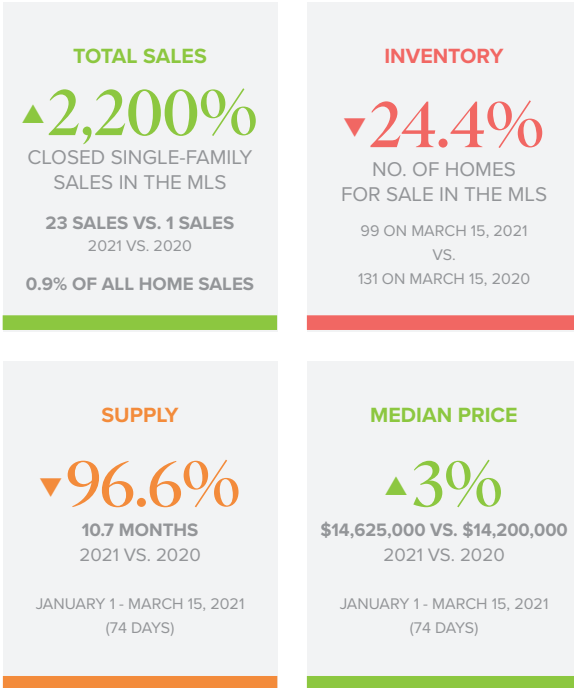 TOTAL SALES
▲2,200%
CLOSED SINGLE-FAMILY
SALES IN THE MLS
23 SALES VS. 1 SALES
2021 VS. 2020
0.9% OF ALL HOME SALES
INVENTORY
▼24.4%
NO. OF HOMES
FOR SALE IN THE MLS
99 ON MARCH 15, 2021
VS.
131 ON MARCH 15, 2020
SUPPLY
▼96.6%
10.7 MONTHS
2021 VS. 2020
JANUARY 1 - MARCH 15, 2021
(74 DAYS)
MEDIAN PRICE
▲3%
$14,625,000 VS. $14,200,000
2021 VS. 2020
JANUARY 1 - MARCH 15, 2021
(74 DAYS)